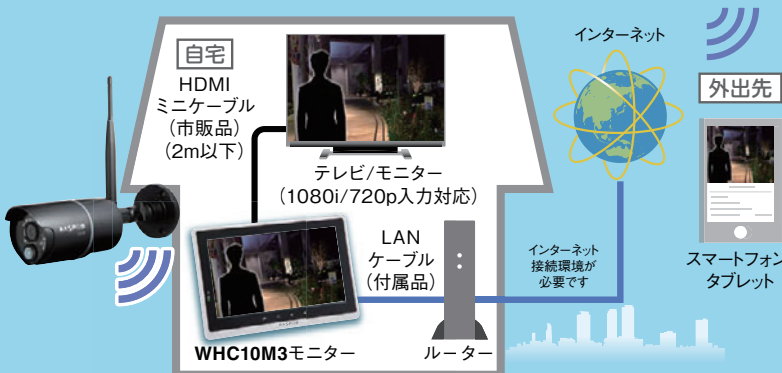 自宅
HDMI
ミニケーブル
(市販品)
(2m以下)
テレビ/モニター
(1080i/720p入力対応)
LAN
ケーブル
(付属品)
WHC10M3モニター
ルーター
インターネット
インターネット
接続環境が
必要です
外出先
スマートフォン
タブレット